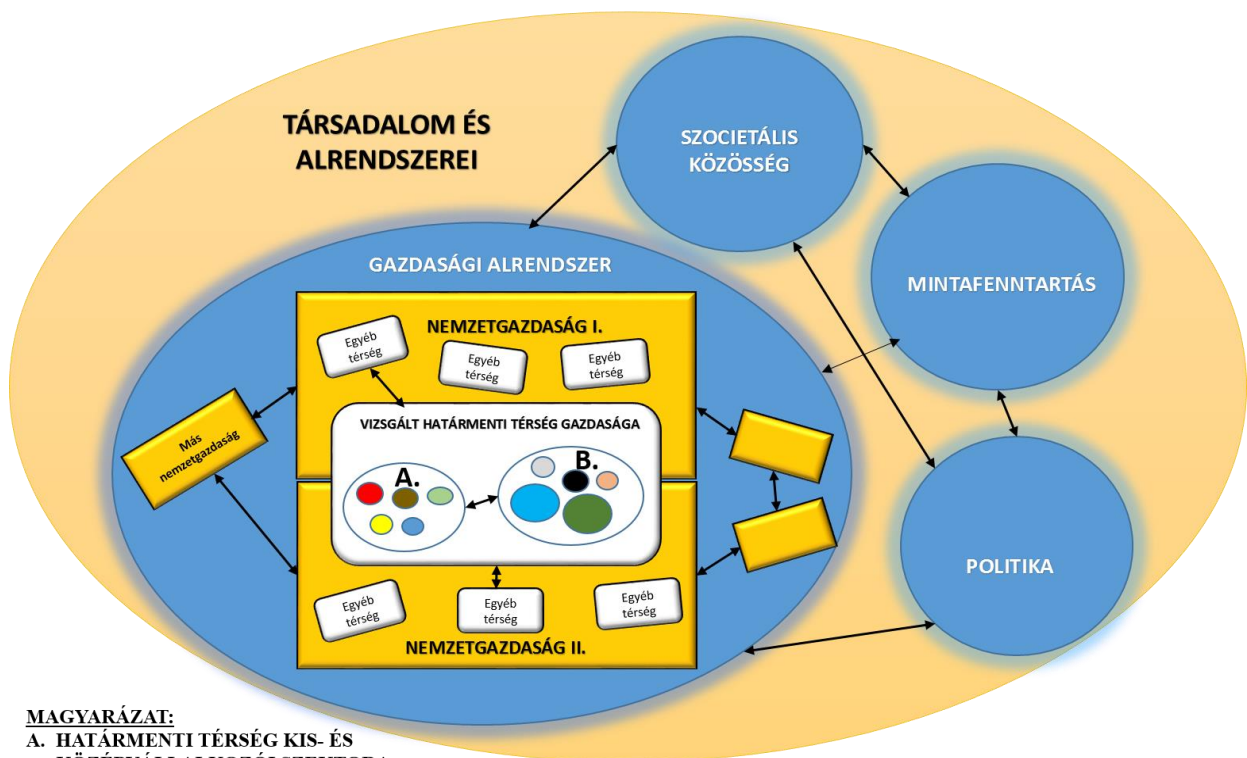 TÁRSADALOM ÉS
ALRENDSZEREI
SZOCIETÁLIS
KÖZÖSSÉG
MINTAFENNTARTÁS
POLITIKA
GAZDASÁGI ALRENDSZER
NEMZETGAZDASÁG I.
Egyéb
térség
Egyéb
térség
Egyéb
térség
Más
nemzetgazdaság
VIZSGÁLT HATÁRMENTI TÉRSÉG GAZDASÁGA
A.
B.
Egyéb
térség
Egyéb
térség
Egyéb
térség
NEMZETGAZDASÁG II.
MAGYARÁZAT:
A. HATÁRMENTI TÉRSÉG KIS- ÉS